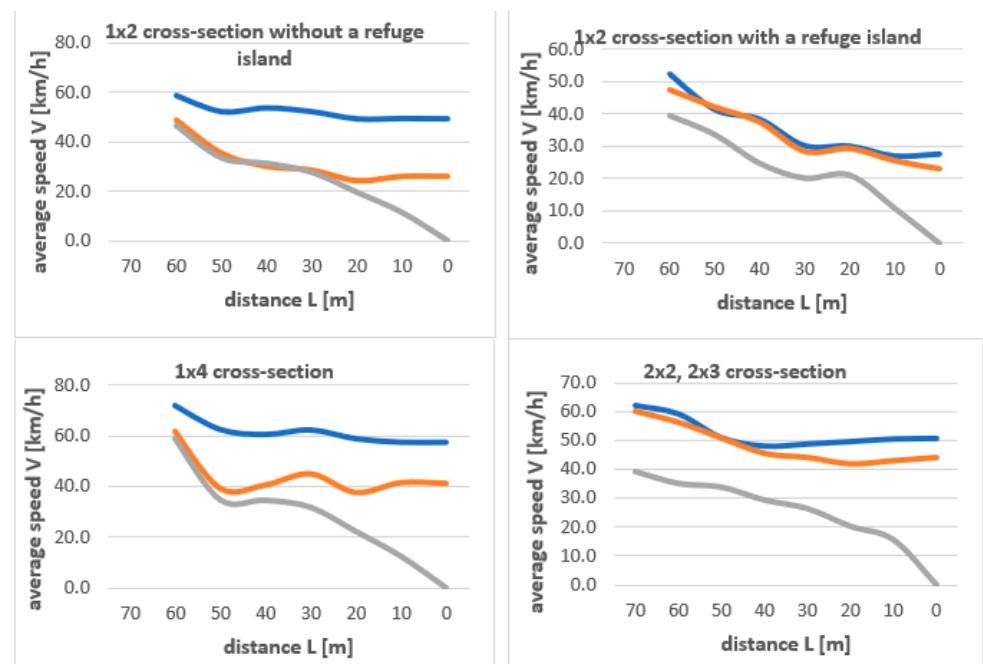 1x2 cross-section without a refuge
island
80.0
60.0
40.0
20.0
0.0
average speed V [km/h]
70 60 50 40 30 20 10 0
distance L [m]
1x2 cross-section with a refuge island
60.0
50.0
40.0
30.0
20.0
10.0
0.0
average speed V [km/h]
70 60 50 40 30 20 10 0
distance L [m]
1x4 cross-section
80.0
60.0
40.0
20.0
0.0
average speed V [km/h]
70 60 50 40 30 20 10 0
distance L [m]
2x2, 2x3 cross-section
70.0
60.0
50.0
40.0
30.0
20.0
10.0
0.0
average speed V [km/h]
70 60 50 40 30 20 10 0
distance L [m]